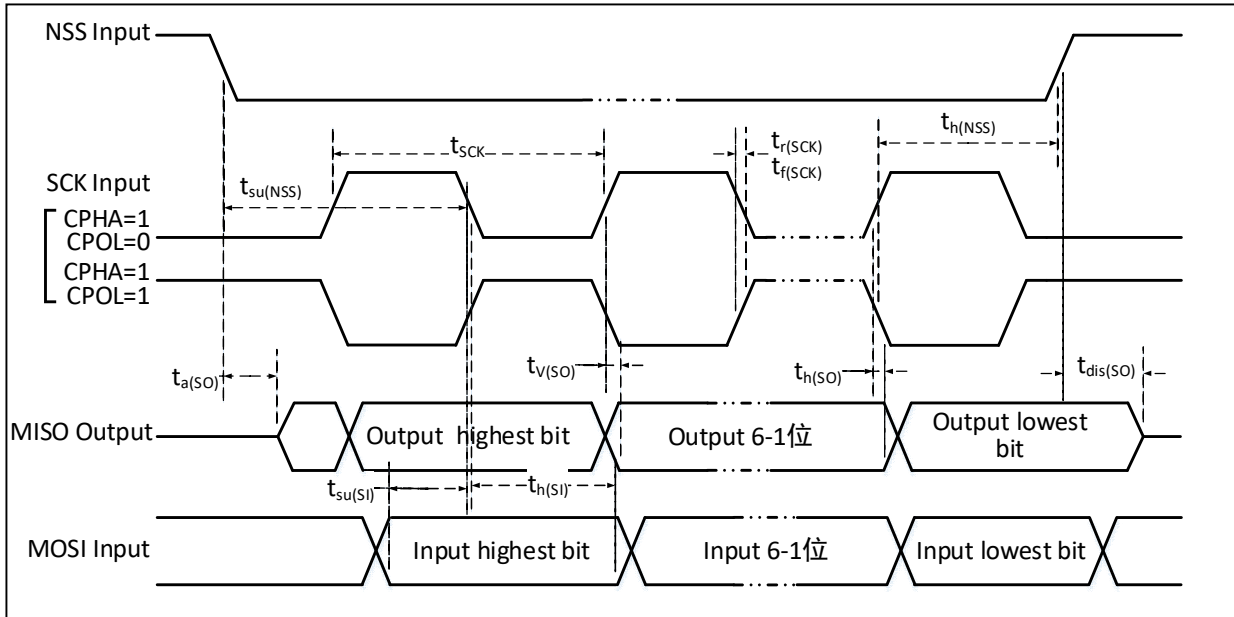 NSS Input
tSCK
tr(SCK)
tf(SCK)
th(NSS)
SCK Input
tsu(NSS)
CPHA=1
CPOL=0
CPHA=1
CPOL=1
ta(SO)
tV(SO)
th(SO)
tdis(SO)
MISO Output
Output highest bit
Output 6-1位
Output lowest
bit
tsu(SI)
th(SI)
MOSI Input
Input highest bit
Input 6-1位
Input lowest bit